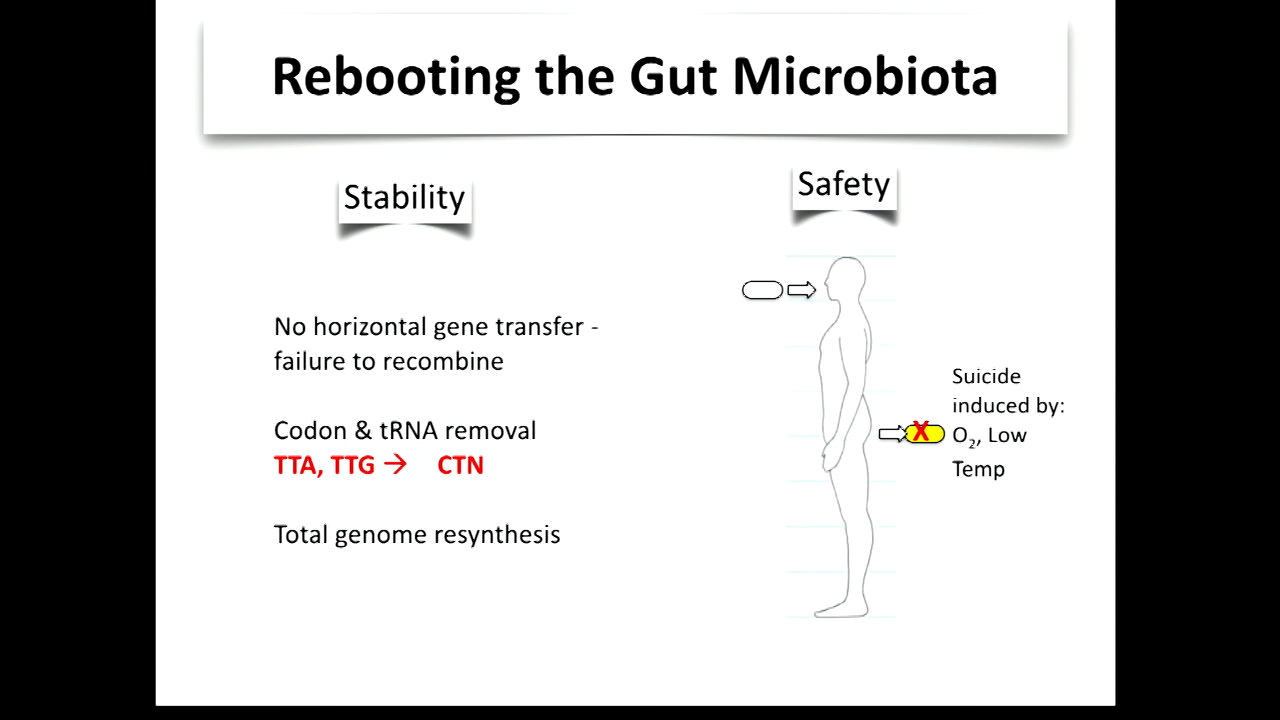 Rebooting the Gut Microbiota
Stability
No horizontal gene transfer -
failure to recombine
Codon & tRNA removal
TTA, TTG → CTN
Total genome resynthesis
Safety
X
Suicide
induced by:
O₂, Low
Temp